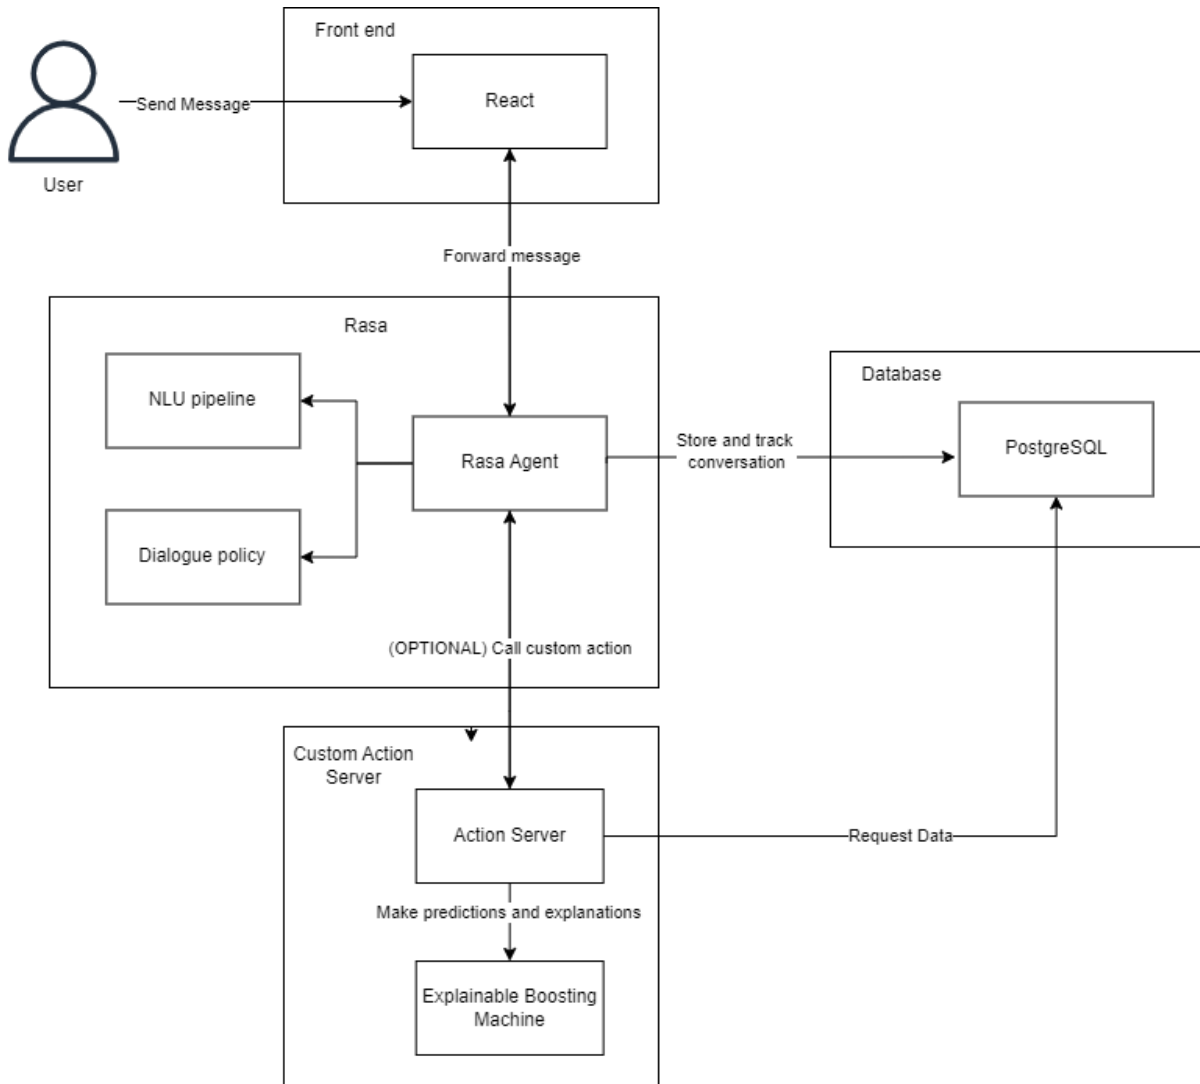 Front end
React
Send Message
User
Forward message
Rasa
NLU pipeline
Rasa Agent
Dialogue policy
Store and track
conversation
Database
PostgreSQL
(OPTIONAL) Call custom action
Custom Action
Server
Action Server
Request Data
Make predictions and explanations
Explainable Boosting
Machine